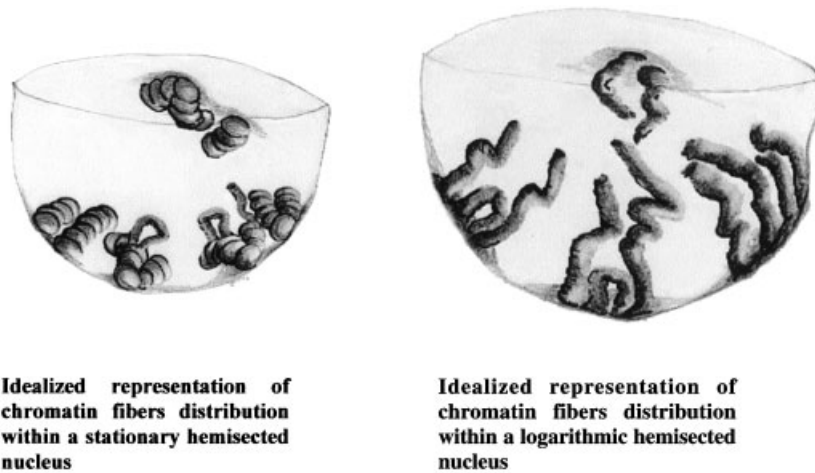 Idealized representation of
chromatin fibers distribution
within a stationary hemisected
nucleus
Idealized representation of
chromatin fibers distribution
within a logarithmic hemisected
nucleus